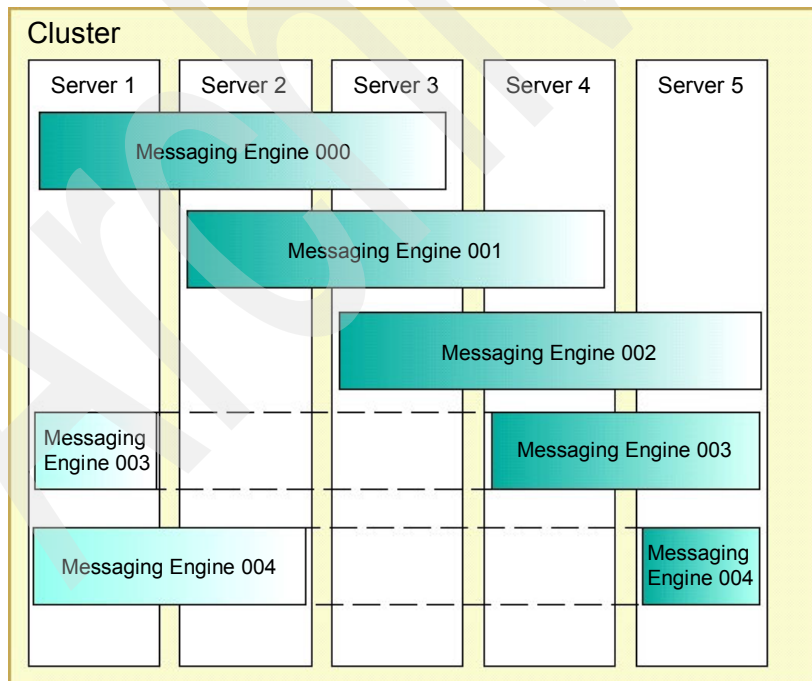 Cluster
Server 1
Server 2
Server 3
Server 4
Server 5
Messaging Engine 000
Messaging Engine 001
Messaging Engine 002
Messaging
Engine 003
Messaging Engine 003
Messaging Engine 004
Messaging
Engine 004